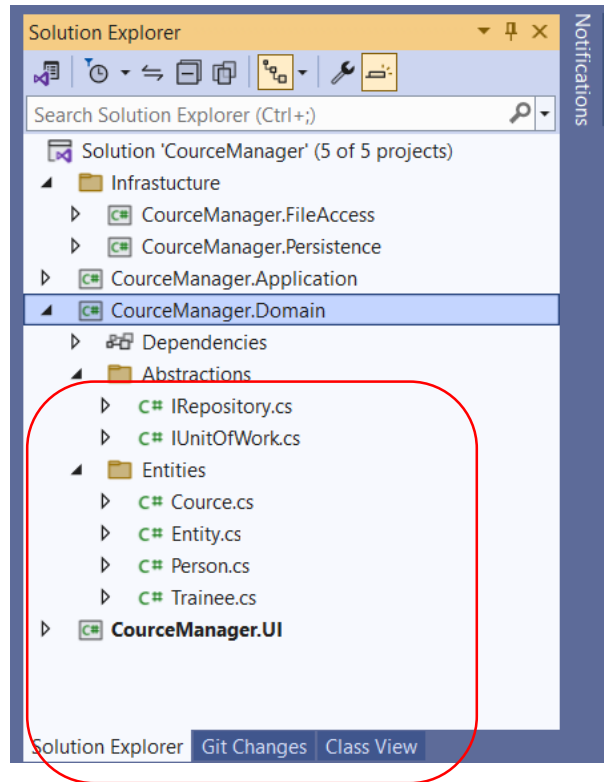 Solution Explorer
Search Solution Explorer (Ctrl+;)
Solution 'CourceManager' (5 of 5 projects)
Infrastucture
C# CourceManager.FileAccess
C# CourceManager.Persistence
C# CourceManager.Application
C# CourceManager.Domain
Dependencies
Abstractions
C# IRepository.cs
C# IUnitOfWork.cs
Entities
C# Cource.cs
C# Entity.cs
C# Person.cs
C# Trainee.cs
C# CourceManager.UI
Solution Explorer Git Changes Class View
Notifications